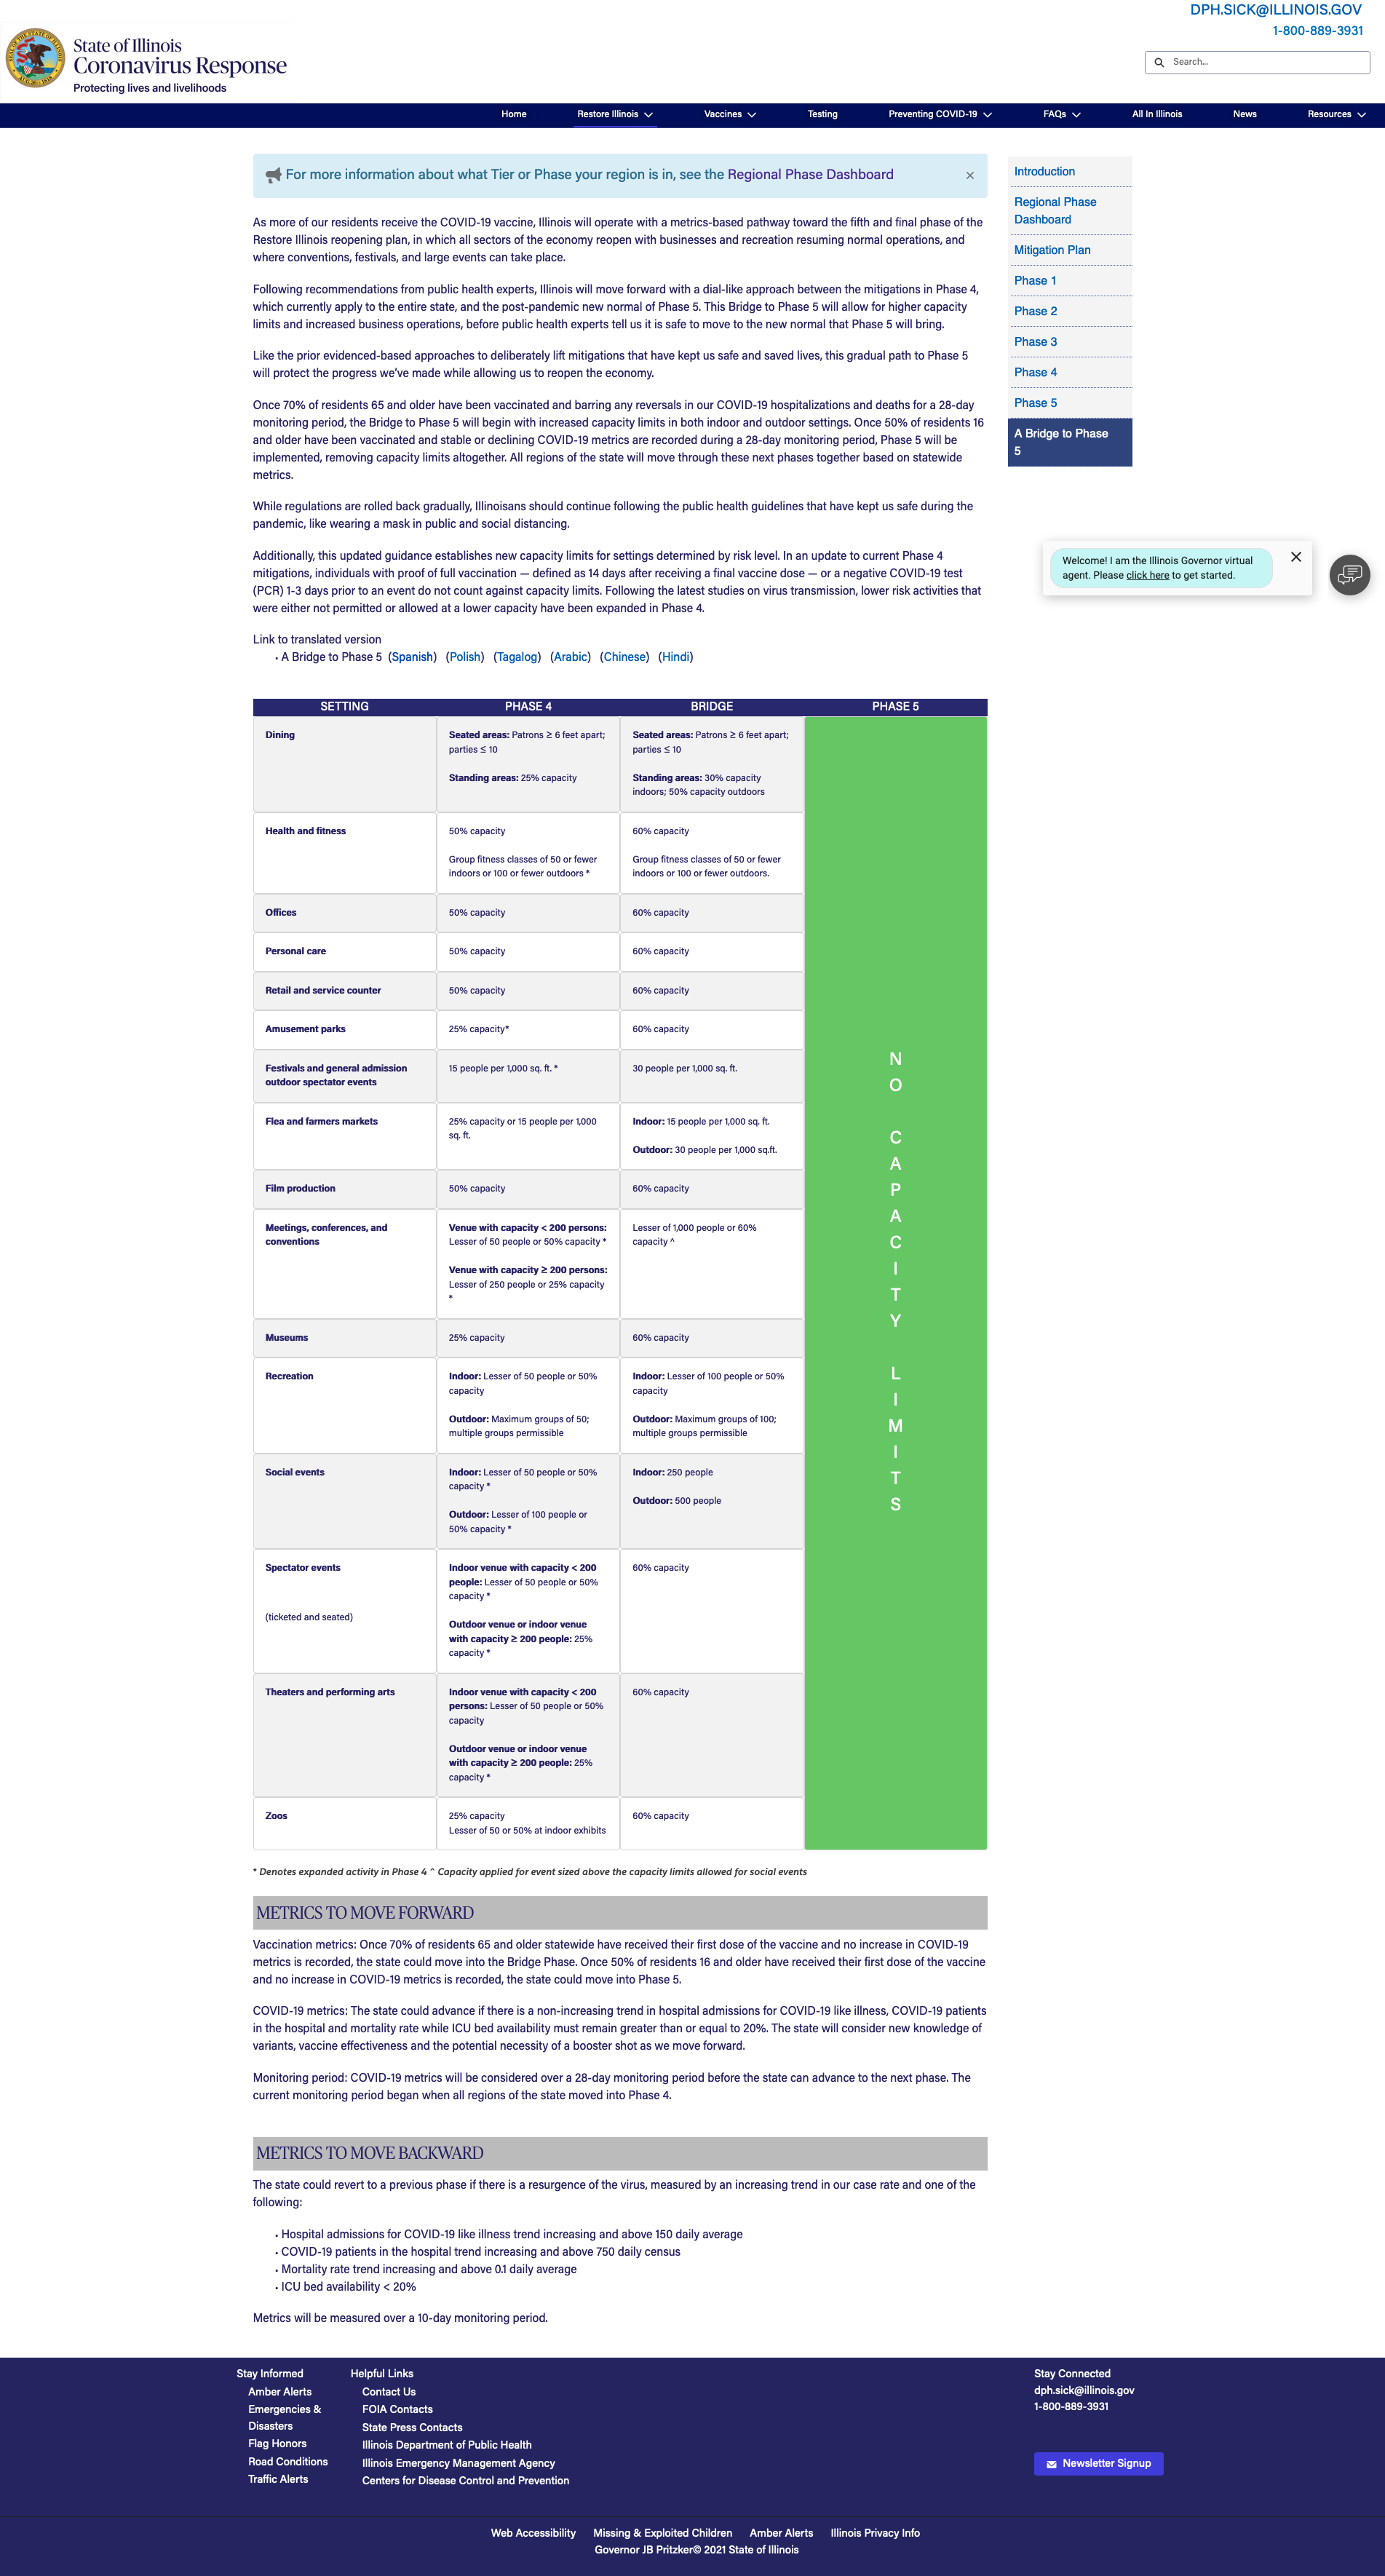 DPH.SICK@ILLINOIS.GOV
1-800-889-3931
State of Illinois
Coronavirus Response
Protecting lives and livelihoods
Search...
Home Restore Illinois Vaccines Testing Preventing COVID-19 FAQs All In Illinois News Resources
For more information about what Tier or Phase your region is in, see the Regional Phase Dashboard ×
As more of our residents receive the COVID-19 vaccine, Illinois will operate with a metrics-based pathway toward the fifth and final phase of the
Restore Illinois reopening plan, in which all sectors of the economy reopen with businesses and recreation resuming normal operations, and
where conventions, festivals, and large events can take place.
Following recommendations from public health experts, Illinois will move forward with a dial-like approach between the mitigations in Phase 4,
which currently apply to the entire state, and the post-pandemic new normal of Phase 5. This Bridge to Phase 5 will allow for higher capacity
limits and increased business operations, before public health experts tell us it is safe to move to the new normal that Phase 5 will bring.
Like the prior evidenced-based approaches to deliberately lift mitigations that have kept us safe and saved lives, this gradual path to Phase 5
will protect the progress we've made while allowing us to reopen the economy.
Once 70% of residents 65 and older have been vaccinated and barring any reversals in our COVID-19 hospitalizations and deaths for a 28-day
monitoring period, the Bridge to Phase 5 will begin with increased capacity limits in both indoor and outdoor settings. Once 50% of residents 16
and older have been vaccinated and stable or declining COVID-19 metrics are recorded during a 28-day monitoring period, Phase 5 will be
implemented, removing capacity limits altogether. All regions of the state will move through these next phases together based on statewide
metrics.
While regulations are rolled back gradually, Illinoisans should continue following the public health guidelines that have kept us safe during the
pandemic, like wearing a mask in public and social distancing.
Additionally, this updated guidance establishes new capacity limits for settings determined by risk level. In an update to current Phase 4
mitigations, individuals with proof of full vaccination — defined as 14 days after receiving a final vaccine dose — or a negative COVID-19 test
(PCR) 1-3 days prior to an event do not count against capacity limits. Following the latest studies on virus transmission, lower risk activities that
were either not permitted or allowed at a lower capacity have been expanded in Phase 4.
Link to translated version
• A Bridge to Phase 5 (Spanish) (Polish) (Tagalog) (Arabic) (Chinese) (Hindi)
Introduction
Regional Phase
Dashboard
Mitigation Plan
Phase 1
Phase 2
Phase 3
Phase 4
Phase 5
A Bridge to Phase
5
Welcome! I am the Illinois Governor virtual
agent. Please click here to get started.
SETTING PHASE 4 BRIDGE PHASE 5
Dining
Seated areas: Patrons ≥ 6 feet apart;
parties ≤ 10
Standing areas: 25% capacity
Seated areas: Patrons ≥ 6 feet apart;
parties ≤ 10
Standing areas: 30% capacity
indoors; 50% capacity outdoors
Health and fitness
50% capacity
Group fitness classes of 50 or fewer
indoors or 100 or fewer outdoors *
60% capacity
Group fitness classes of 50 or fewer
indoors or 100 or fewer outdoors.
Offices 50% capacity 60% capacity
Personal care 50% capacity 60% capacity
Retail and service counter 50% capacity 60% capacity
Amusement parks 25% capacity* 60% capacity
Festivals and general admission
outdoor spectator events
15 people per 1,000 sq. ft. *
30 people per 1,000 sq. ft.
Flea and farmers markets
25% capacity or 15 people per 1,000
sq. ft.
Indoor: 15 people per 1,000 sq. ft.
Outdoor: 30 people per 1,000 sq.ft.
Film production 50% capacity 60% capacity
Meetings, conferences, and
conventions
Venue with capacity < 200 persons:
Lesser of 50 people or 50% capacity *
Venue with capacity ≥ 200 persons:
Lesser of 250 people or 25% capacity
*
Lesser of 1,000 people or 60%
capacity ^
Museums 25% capacity 60% capacity
Recreation
Indoor: Lesser of 50 people or 50%
capacity
Outdoor: Maximum groups of 50;
multiple groups permissible
Indoor: Lesser of 100 people or 50%
capacity
Outdoor: Maximum groups of 100;
multiple groups permissible
Social events
Indoor: Lesser of 50 people or 50%
capacity *
Outdoor: Lesser of 100 people or
50% capacity *
Indoor: 250 people
Outdoor: 500 people
Spectator events
(ticketed and seated)
Indoor venue with capacity < 200
people: Lesser of 50 people or 50%
capacity *
Outdoor venue or indoor venue
with capacity ≥ 200 people: 25%
capacity *
60% capacity
Theaters and performing arts
Indoor venue with capacity < 200
persons: Lesser of 50 people or 50%
capacity
Outdoor venue or indoor venue
with capacity ≥ 200 people: 25%
capacity *
60% capacity
Zoos
25% capacity
Lesser of 50 or 50% at indoor exhibits
60% capacity
NO CAPACITY LIMITS
* Denotes expanded activity in Phase 4 ^ Capacity applied for event sized above the capacity limits allowed for social events
METRICS TO MOVE FORWARD
Vaccination metrics: Once 70% of residents 65 and older statewide have received their first dose of the vaccine and no increase in COVID-19
metrics is recorded, the state could move into the Bridge Phase. Once 50% of residents 16 and older have received their first dose of the vaccine
and no increase in COVID-19 metrics is recorded, the state could move into Phase 5.
COVID-19 metrics: The state could advance if there is a non-increasing trend in hospital admissions for COVID-19 like illness, COVID-19 patients
in the hospital and mortality rate while ICU bed availability must remain greater than or equal to 20%. The state will consider new knowledge of
variants, vaccine effectiveness and the potential necessity of a booster shot as we move forward.
Monitoring period: COVID-19 metrics will be considered over a 28-day monitoring period before the state can advance to the next phase. The
current monitoring period began when all regions of the state moved into Phase 4.
METRICS TO MOVE BACKWARD
The state could revert to a previous phase if there is a resurgence of the virus, measured by an increasing trend in our case rate and one of the
following:
• Hospital admissions for COVID-19 like illness trend increasing and above 150 daily average
• COVID-19 patients in the hospital trend increasing and above 750 daily census
• Mortality rate trend increasing and above 0.1 daily average
• ICU bed availability < 20%
Metrics will be measured over a 10-day monitoring period.
Stay Informed
Amber Alerts
Emergencies &
Disasters
Flag Honors
Road Conditions
Traffic Alerts
Helpful Links
Contact Us
FOIA Contacts
State Press Contacts
Illinois Department of Public Health
Illinois Emergency Management Agency
Centers for Disease Control and Prevention
Stay Connected
dph.sick@illinois.gov
1-800-889-3931
Newsletter Signup
Web Accessibility Missing & Exploited Children Amber Alerts Illinois Privacy Info
Governor JB Pritzker© 2021 State of Illinois